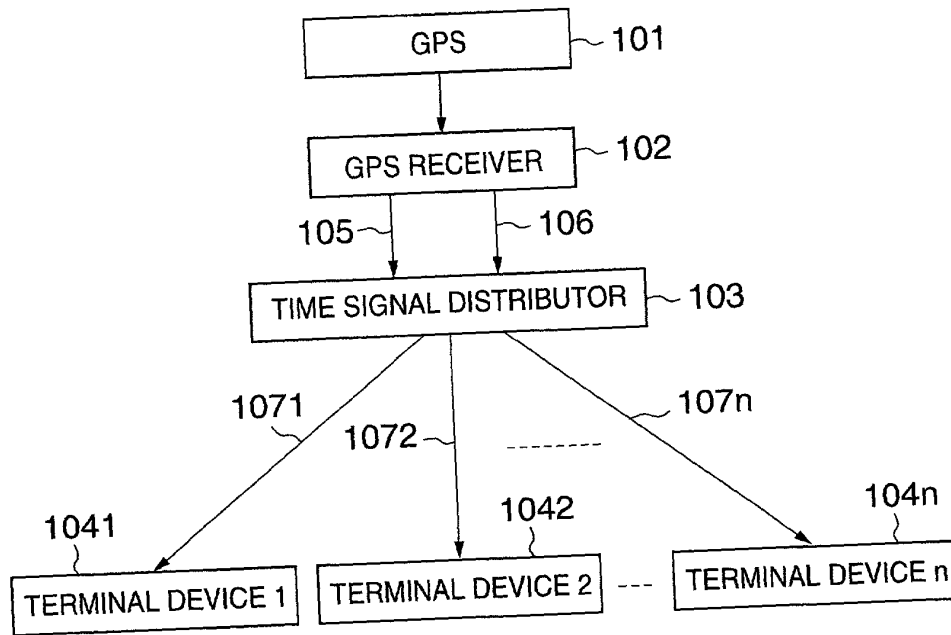 GPS
101
GPS RECEIVER
102
105
106
TIME SIGNAL DISTRIBUTOR
103
1071
1072
107n
1041
1042
104n
TERMINAL DEVICE 1
TERMINAL DEVICE 2
TERMINAL DEVICE n